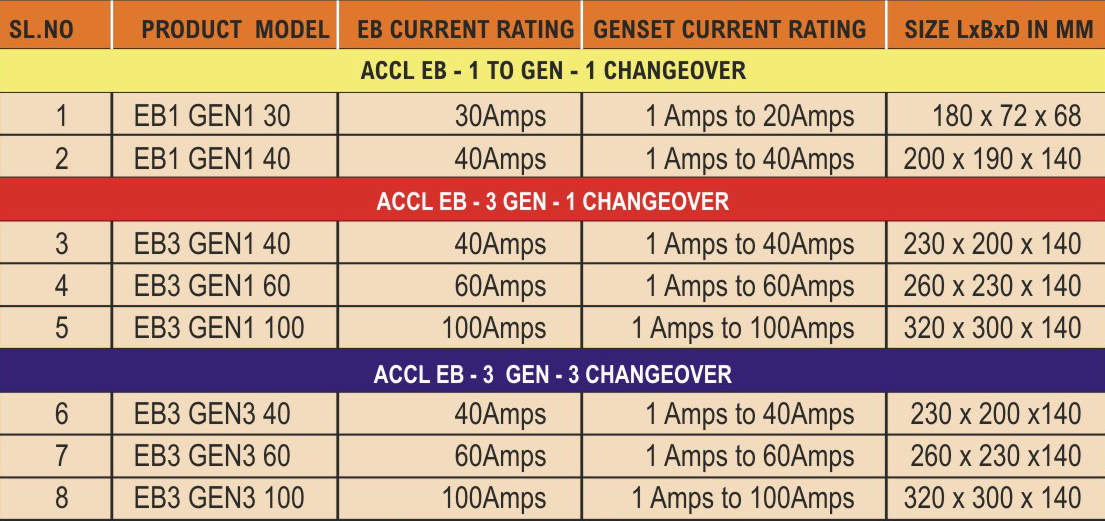 SL.NO PRODUCT MODEL EB CURRENT RATING GENSET CURRENT RATING SIZE LxBxD IN MM
ACCL EB - 1 TO GEN - 1 CHANGEOVER
1 EB1 GEN1 30 30Amps 1 Amps to 20Amps 180 x 72 x 68
2 EB1 GEN1 40 40Amps 1 Amps to 40Amps 200 x 190 x 140
ACCL EB - 3 GEN - 1 CHANGEOVER
3 EB3 GEN1 40 40Amps 1 Amps to 40Amps 230 x 200 x 140
4 EB3 GEN1 60 60Amps 1 Amps to 60Amps 260 x 230 x 140
5 EB3 GEN1 100 100Amps 1 Amps to 100Amps 320 x 300 x 140
ACCL EB - 3 GEN - 3 CHANGEOVER
6 EB3 GEN3 40 40Amps 1 Amps to 40Amps 230 x 200 x140
7 EB3 GEN3 60 60Amps 1 Amps to 60Amps 260 x 230 x140
8 EB3 GEN3 100 100Amps 1 Amps to 100Amps 320 x 300 x 140